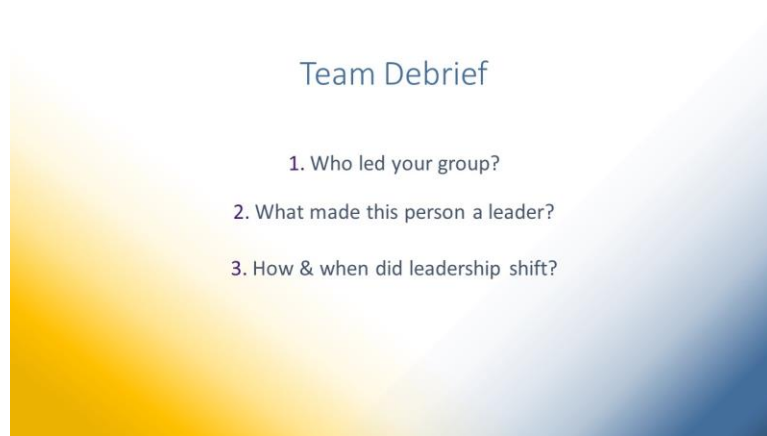 Team Debrief
1. Who led your group?
2. What made this person a leader?
3. How & when did leadership shift?